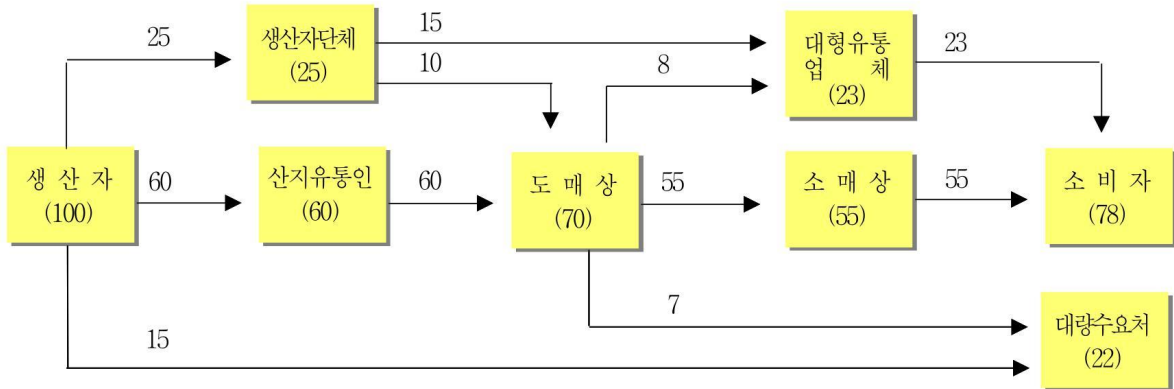 25
생산자단체
(25)
15
10
8
대형유통
업 체
(23)
23
생 산 자
(100)
60
산지유통인
(60)
60
도 매 상
(70)
55
소 매 상
(55)
55
소 비 자
(78)
7
15
대량수요처
(22)